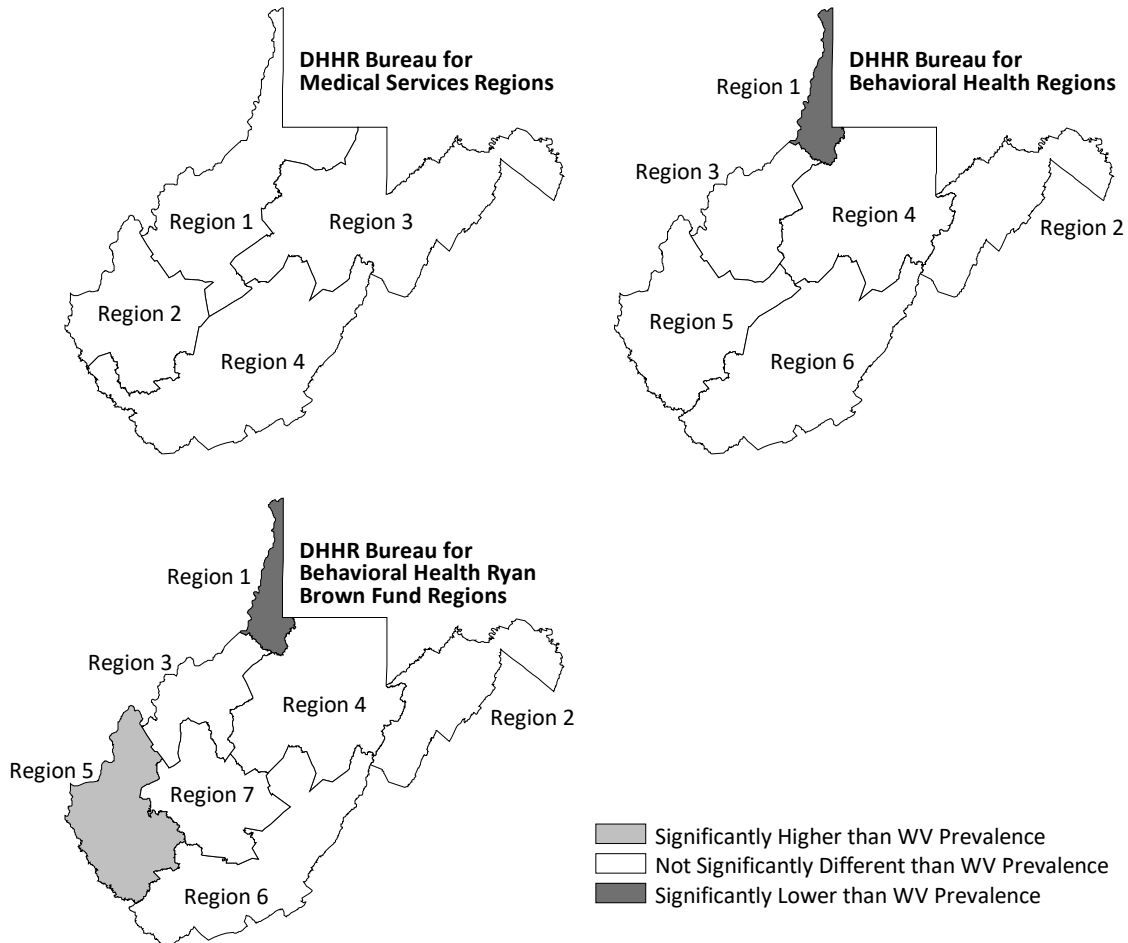 DHHR Bureau for
Medical Services Regions
Region 1
Region 3
Region 2
Region 4
DHHR Bureau for
Behavioral Health Regions
Region 1
Region 3
Region 4
Region 2
Region 5
Region 6
DHHR Bureau for
Behavioral Health Ryan
Brown Fund Regions
Region 1
Region 3
Region 4
Region 2
Region 5
Region 7
Region 6
Significantly Higher than WV Prevalence
Not Significantly Different than WV Prevalence
Significantly Lower than WV Prevalence